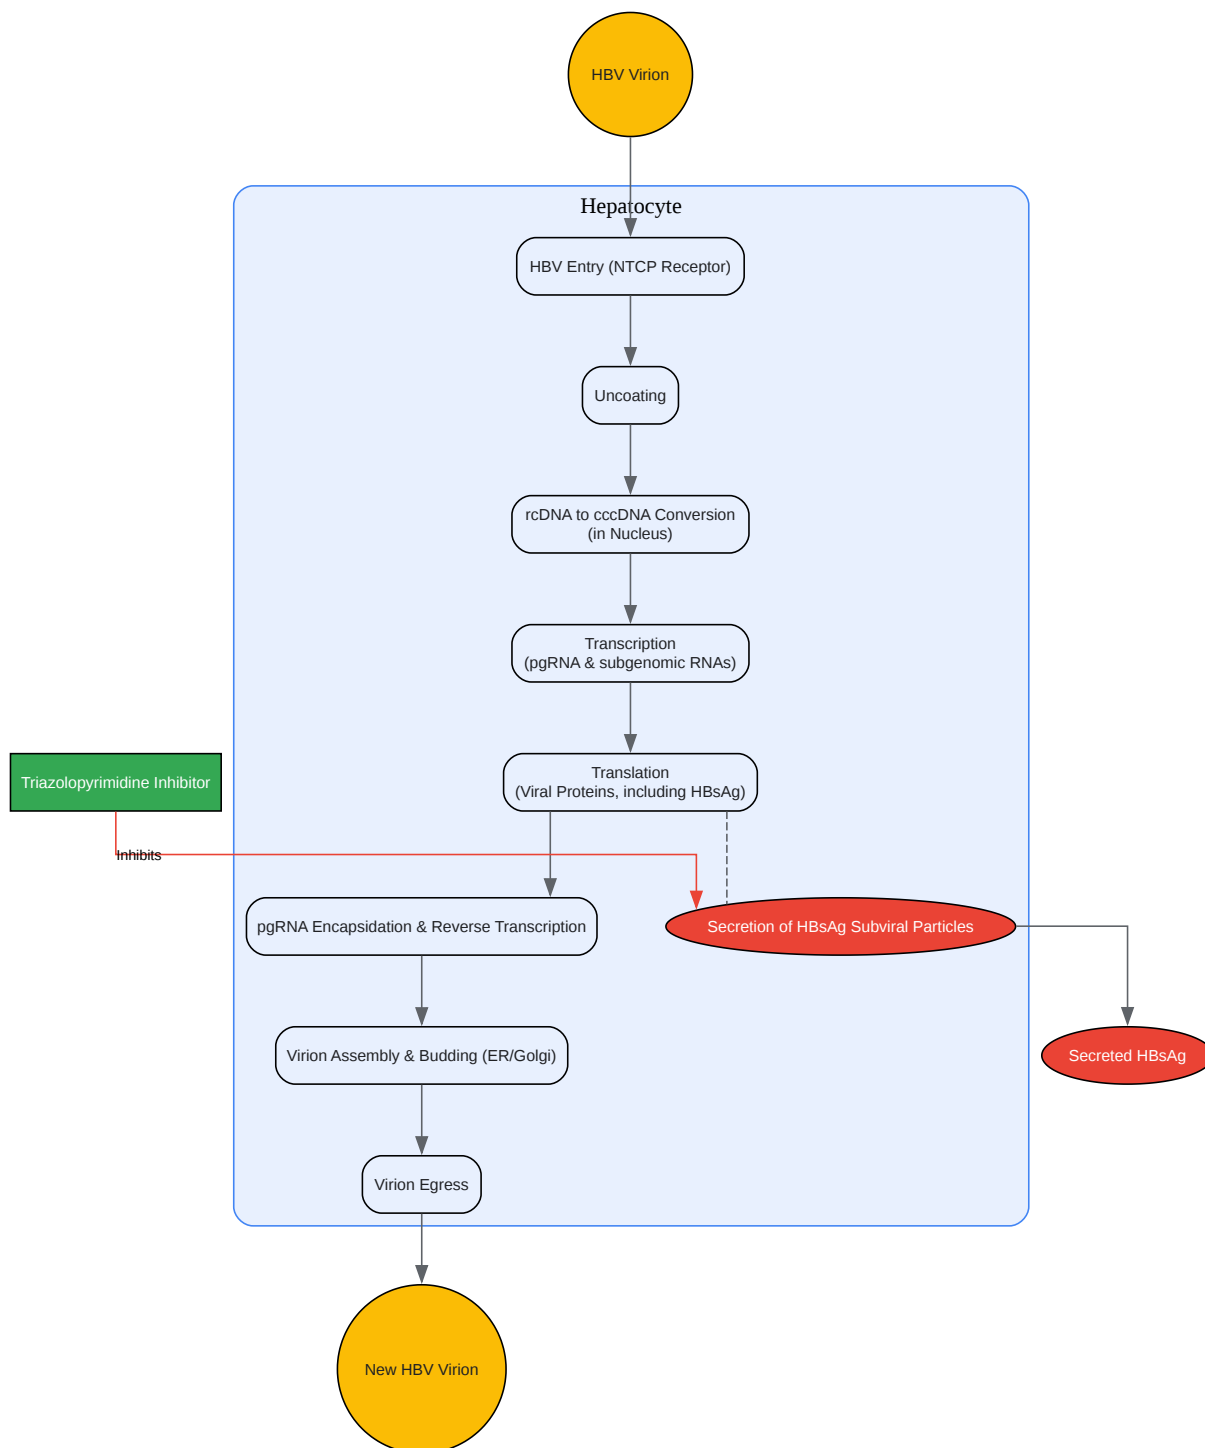 HBV Virion
Hepatocyte
HBV Entry (NTCP Receptor)
Uncoating
rcDNA to cccDNA Conversion
(in Nucleus)
Transcription
(pgRNA & subgenomic RNAs)
Triazolopyrimidine Inhibitor
Translation
(Viral Proteins, including HBsAg)
Inhibits
pgRNA Encapsidation & Reverse Transcription
Secretion of HBsAg Subviral Particles
Virion Assembly & Budding (ER/Golgi)
Secreted HBsAg
Virion Egress
New HBV Virion